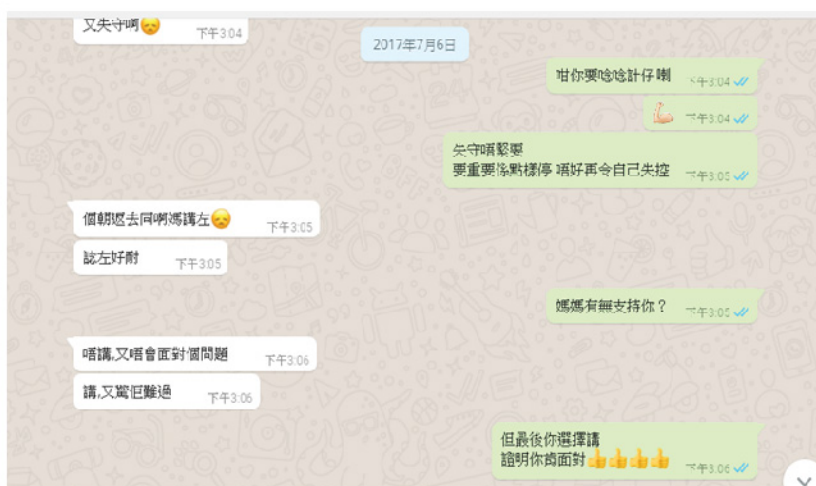 又失守啊😞 下午3:04
2017年7月6日
咁你要唸唸計仔喇 下午3:04
💪🏻 下午3:04
失守唔緊要
要重要係點樣停 唔好再令自己失控 下午3:05
個朝返去同啊媽講左😞 下午3:05
諗左好耐 下午3:05
媽媽有無支持你？ 下午3:05
唔講,又唔會面對個問題 下午3:06
講,又驚佢難過 下午3:06
但最後你選擇講
證明你肯面對👍👍👍👍 下午3:06